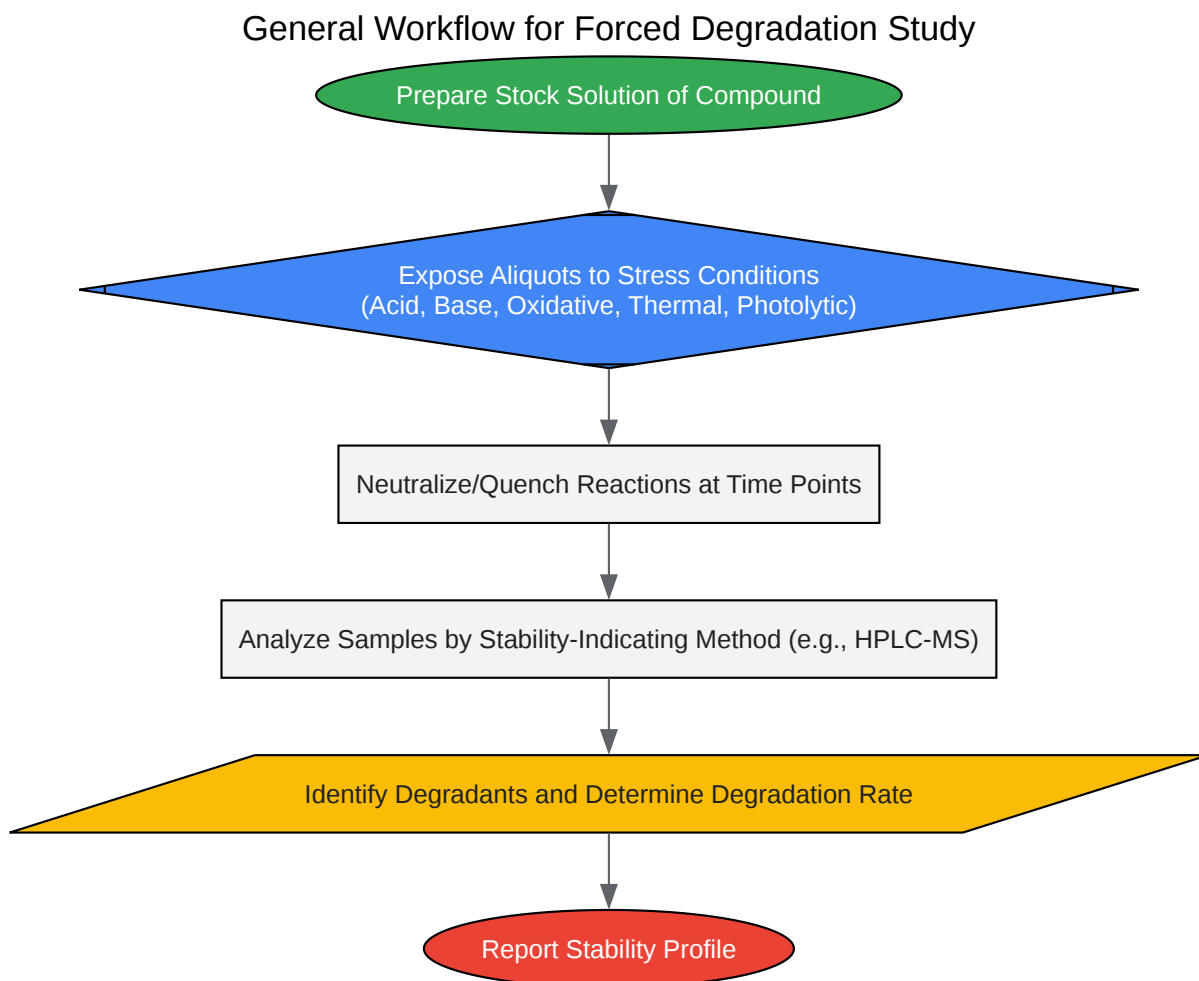 General Workflow for Forced Degradation Study
Prepare Stock Solution of Compound
Expose Aliquots to Stress Conditions
(Acid, Base, Oxidative, Thermal, Photolytic)
Neutralize/Quench Reactions at Time Points
Analyze Samples by Stability-Indicating Method (e.g., HPLC-MS)
Identify Degradants and Determine Degradation Rate
Report Stability Profile